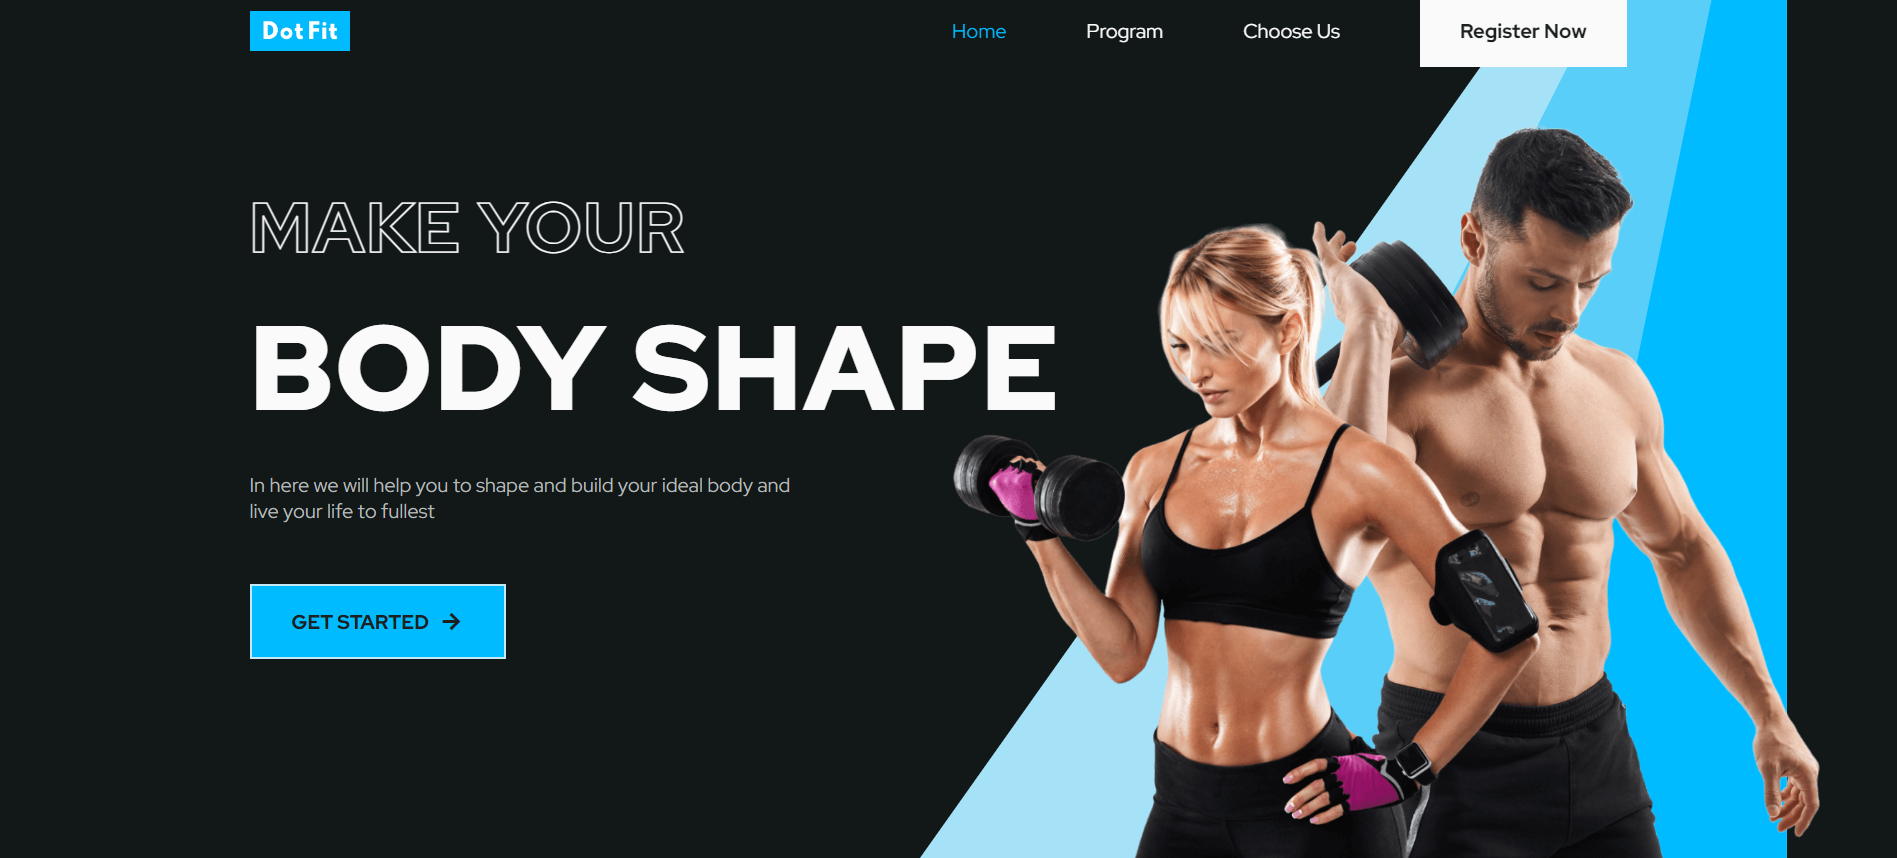 Dot Fit
Home
Program
Choose Us
Register Now
MAKE YOUR
BODY SHAPE
In here we will help you to shape and build your ideal body and
live your life to fullest
GET STARTED →